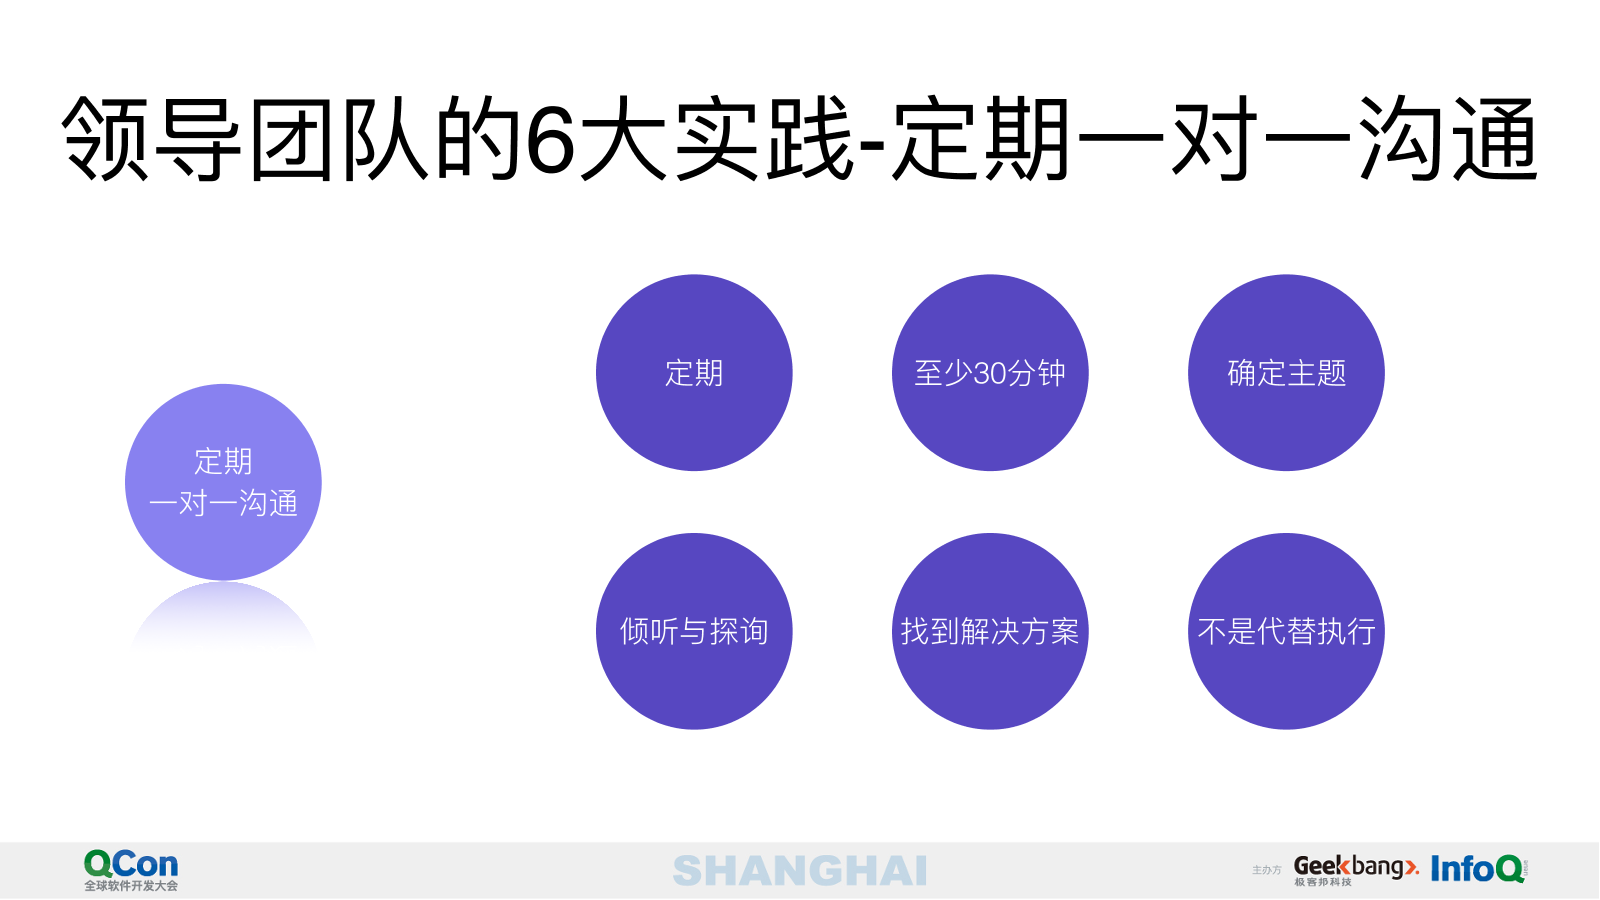 领导团队的6大实践-定期一对一沟通
定期
一对一沟通
定期
至少30分钟
确定主题
倾听与探询
找到解决方案
不是代替执行
QCon
全球软件开发大会
SHANGHAI
主办方
Geekbang>.
极客邦科技
InfoQ